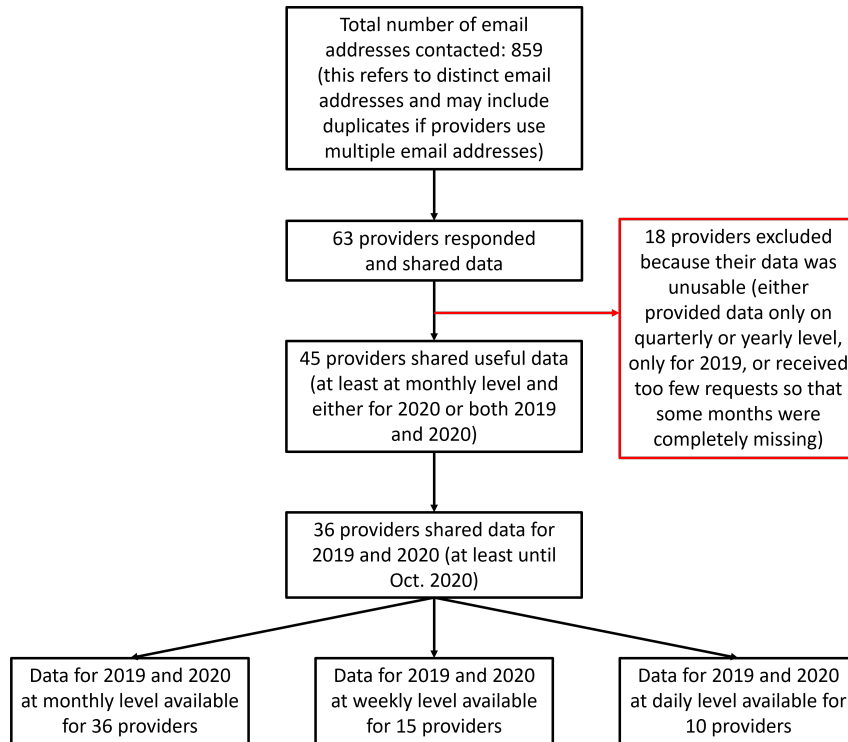 Total number of email
addresses contacted: 859
(this refers to distinct email
addresses and may include
duplicates if providers use
multiple email addresses)
63 providers responded
and shared data
18 providers excluded
because their data was
unusable (either
provided data only on
quarterly or yearly level,
only for 2019, or received
too few requests so that
some months were
completely missing)
45 providers shared useful data
(at least at monthly level and
either for 2020 or both 2019
and 2020)
36 providers shared data for
2019 and 2020 (at least until
Oct. 2020)
Data for 2019 and 2020
at monthly level available
for 36 providers
Data for 2019 and 2020
at weekly level available
for 15 providers
Data for 2019 and 2020
at daily level available for
10 providers